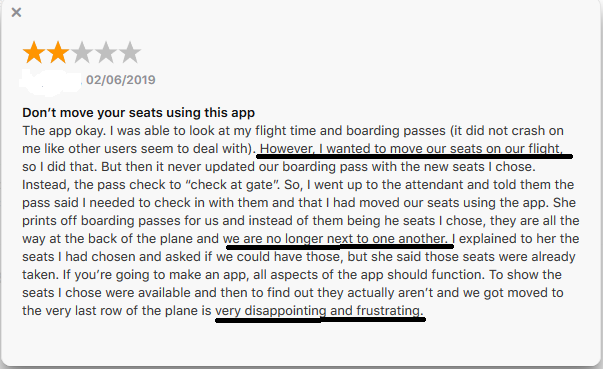 02/06/2019
Don't move your seats using this app
The app okay. I was able to look at my flight time and boarding passes (it did not crash on
me like other users seem to deal with). However, I wanted to move our seats on our flight,
so I did that. But then it never updated our boarding pass with the new seats I chose.
Instead, the pass check to “check at gate”. So, I went up to the attendant and told them the
pass said I needed to check in with them and that I had moved our seats using the app. She
prints off boarding passes for us and instead of them being he seats I chose, they are all the
way at the back of the plane and we are no longer next to one another. I explained to her the
seats I had chosen and asked if we could have those, but she said those seats were already
taken. If you're going to make an app, all aspects of the app should function. To show the
seats I chose were available and then to find out they actually aren't and we got moved to
the very last row of the plane is very disappointing and frustrating.